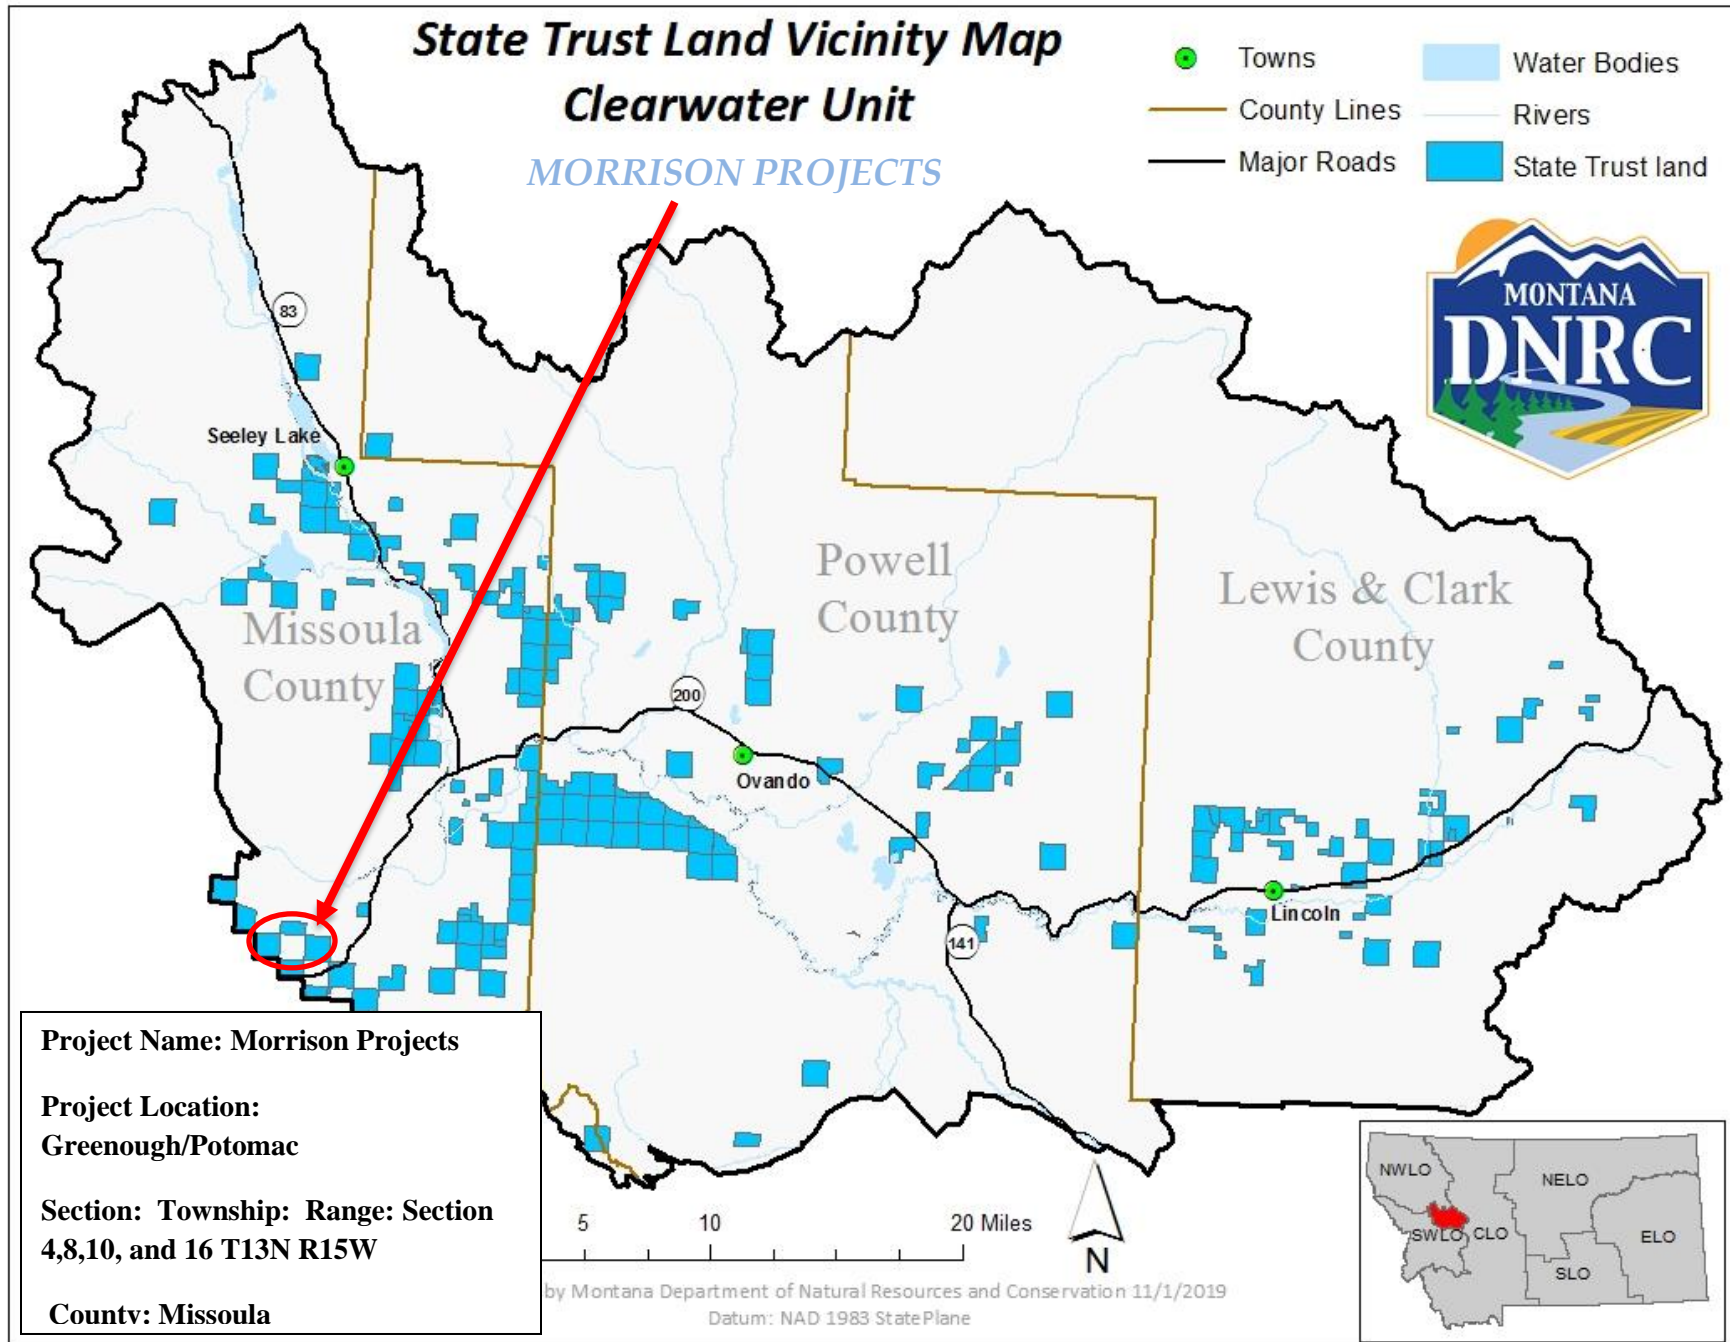 State Trust Land Vicinity Map
Clearwater Unit
MORRISON PROJECTS
Towns
County Lines
Major Roads
Water Bodies
Rivers
State Trust land
MONTANA
DNRC
83
Seeley Lake
Missoula
County
Powell
County
Lewis & Clark
County
200
Ovando
Lincoln
141
Project Name: Morrison Projects
Project Location:
Greenough/Potomac
Section: Township: Range: Section
4,8,10, and 16 T13N R15W
County: Missoula
5 10 20 Miles
N
by Montana Department of Natural Resources and Conservation 11/1/2019
Datum: NAD 1983 StatePlane
NWLO
NELO
SWLO
CLO
ELO
SLO